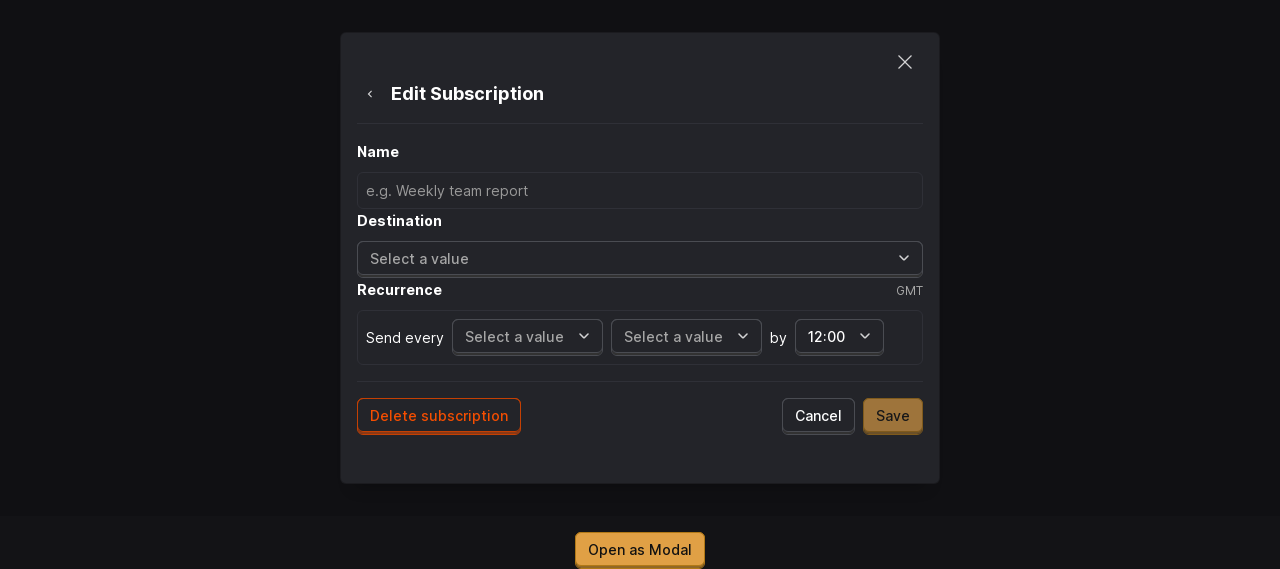 Edit Subscription
Name
e.g. Weekly team report
Destination
Select a value
Recurrence GMT
Send every Select a value Select a value by 12:00
Delete subscription Cancel Save
Open as Modal